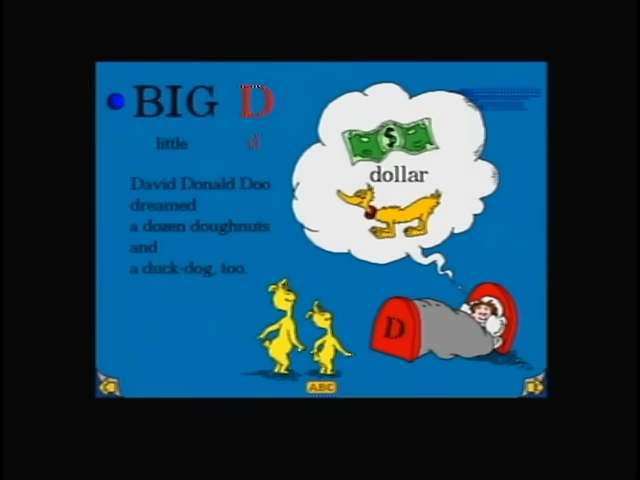 BIG D
little d
David Donald Doo
dreamed
a dozen doughnuts
and
a duck-dog, too.
$
dollar
D
ABC